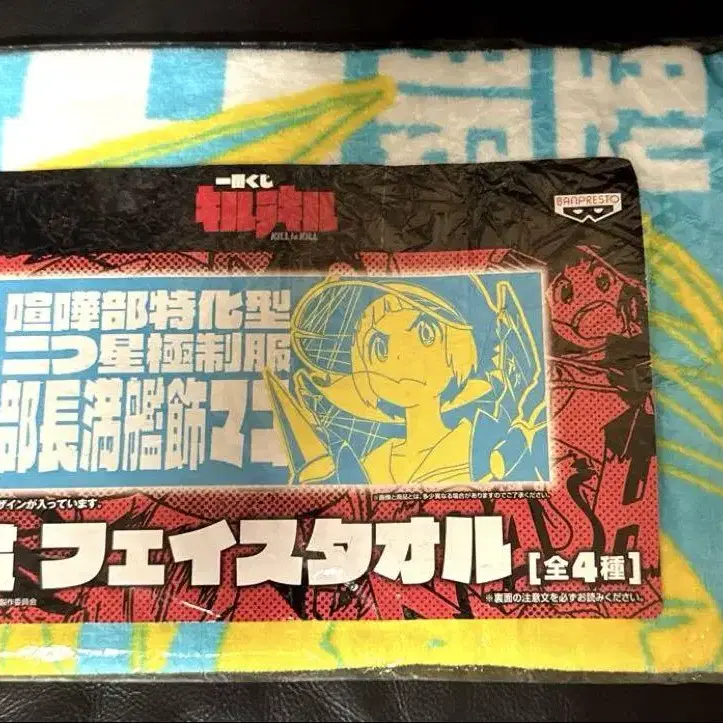 一番くじ
キルラキル
KILL la KILL
BANPRESTO
喧嘩部特化型
二つ星極制服
部長満艦飾マコ
ザインが入っています。
※画像と商品とは、多少異なる場合がありますのでご了承ください。
フェイスタオル [全4種]
製作委員会
※裏面の注意文を必ずお読みください。